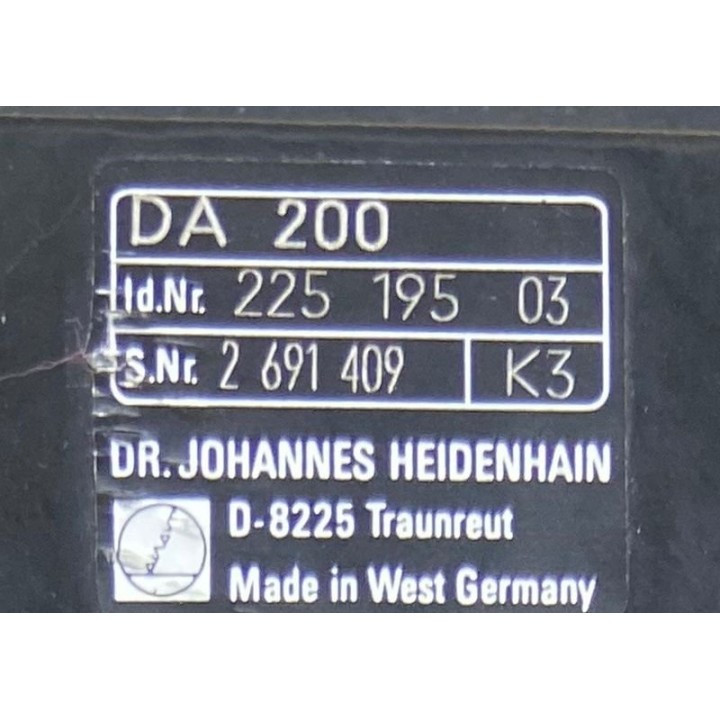 DA 200
Id.Nr. 225 195 03
S.Nr. 2 691 409 K3
DR. JOHANNES HEIDENHAIN
D-8225 Traunreut
Made in West Germany